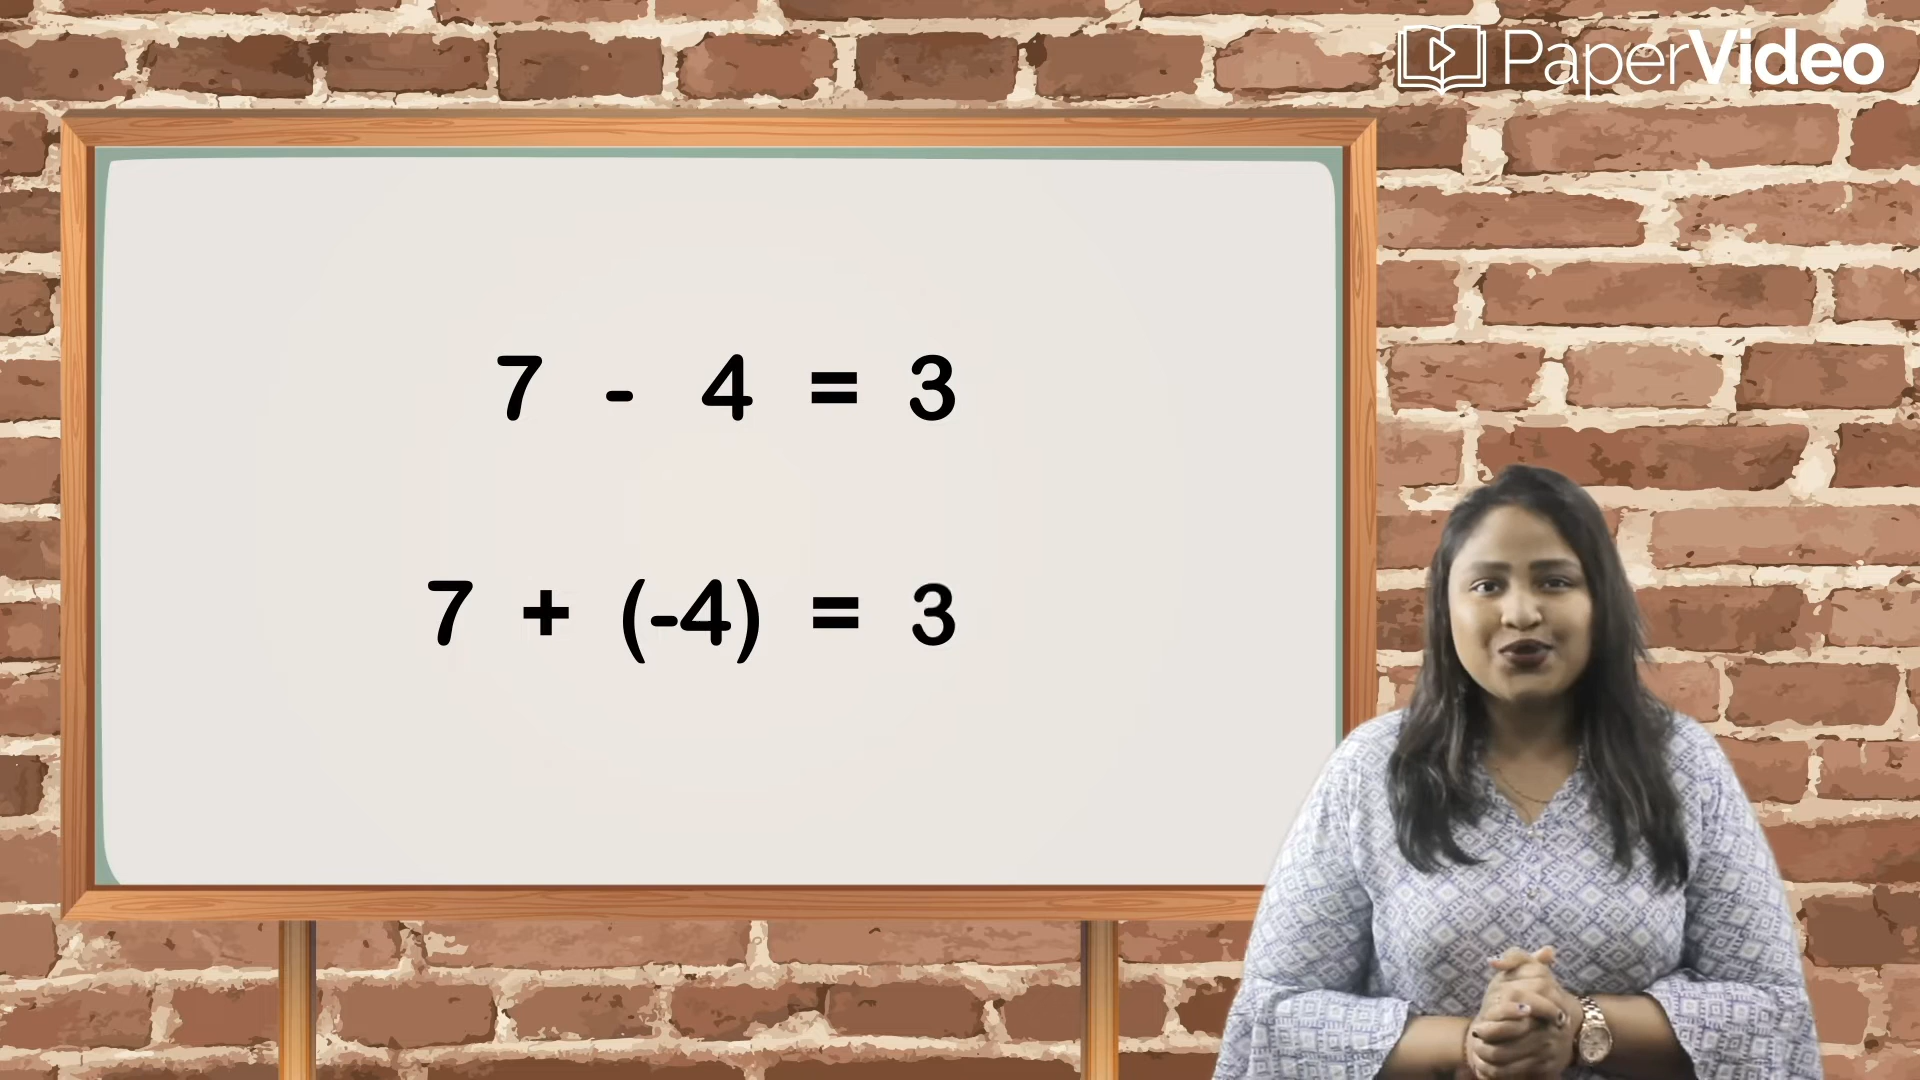 PaperVideo
7 - 4 = 3
7 + (-4) = 3